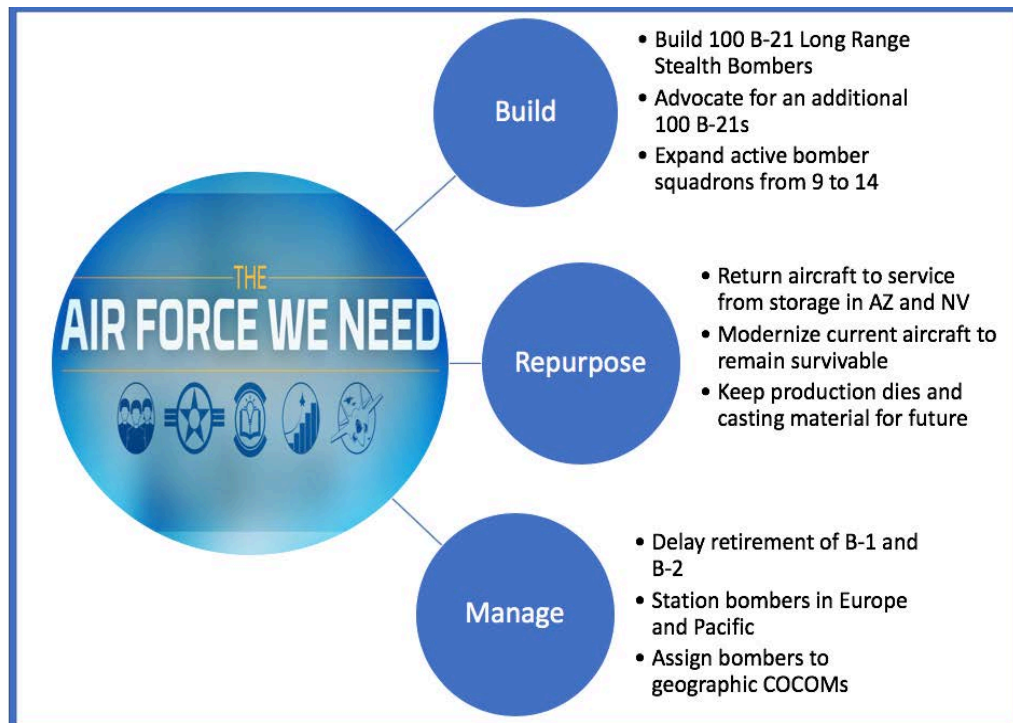 THE
AIR FORCE WE NEED
Build
• Build 100 B-21 Long Range
Stealth Bombers
• Advocate for an additional
100 B-21s
• Expand active bomber
squadrons from 9 to 14
Repurpose
• Return aircraft to service
from storage in AZ and NV
• Modernize current aircraft to
remain survivable
• Keep production dies and
casting material for future
Manage
• Delay retirement of B-1 and
B-2
• Station bombers in Europe
and Pacific
• Assign bombers to
geographic COCOMs